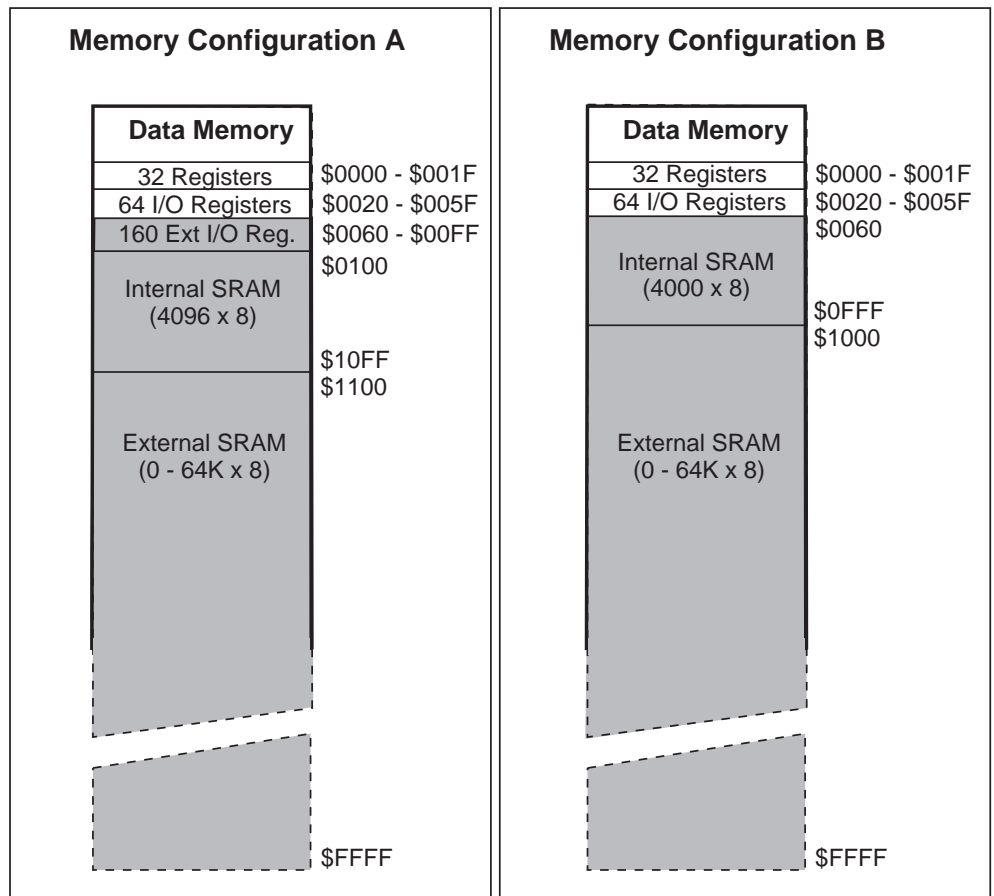 Memory Configuration A
Data Memory
32 Registers
$0000 - $001F
64 I/O Registers
$0020 - $005F
160 Ext I/O Reg.
$0060 - $00FF
$0100
Internal SRAM
(4096 x 8)
$10FF
$1100
External SRAM
(0 - 64K x 8)
$FFFF
Memory Configuration B
Data Memory
32 Registers
$0000 - $001F
64 I/O Registers
$0020 - $005F
$0060
Internal SRAM
(4000 x 8)
$0FFF
$1000
External SRAM
(0 - 64K x 8)
$FFFF